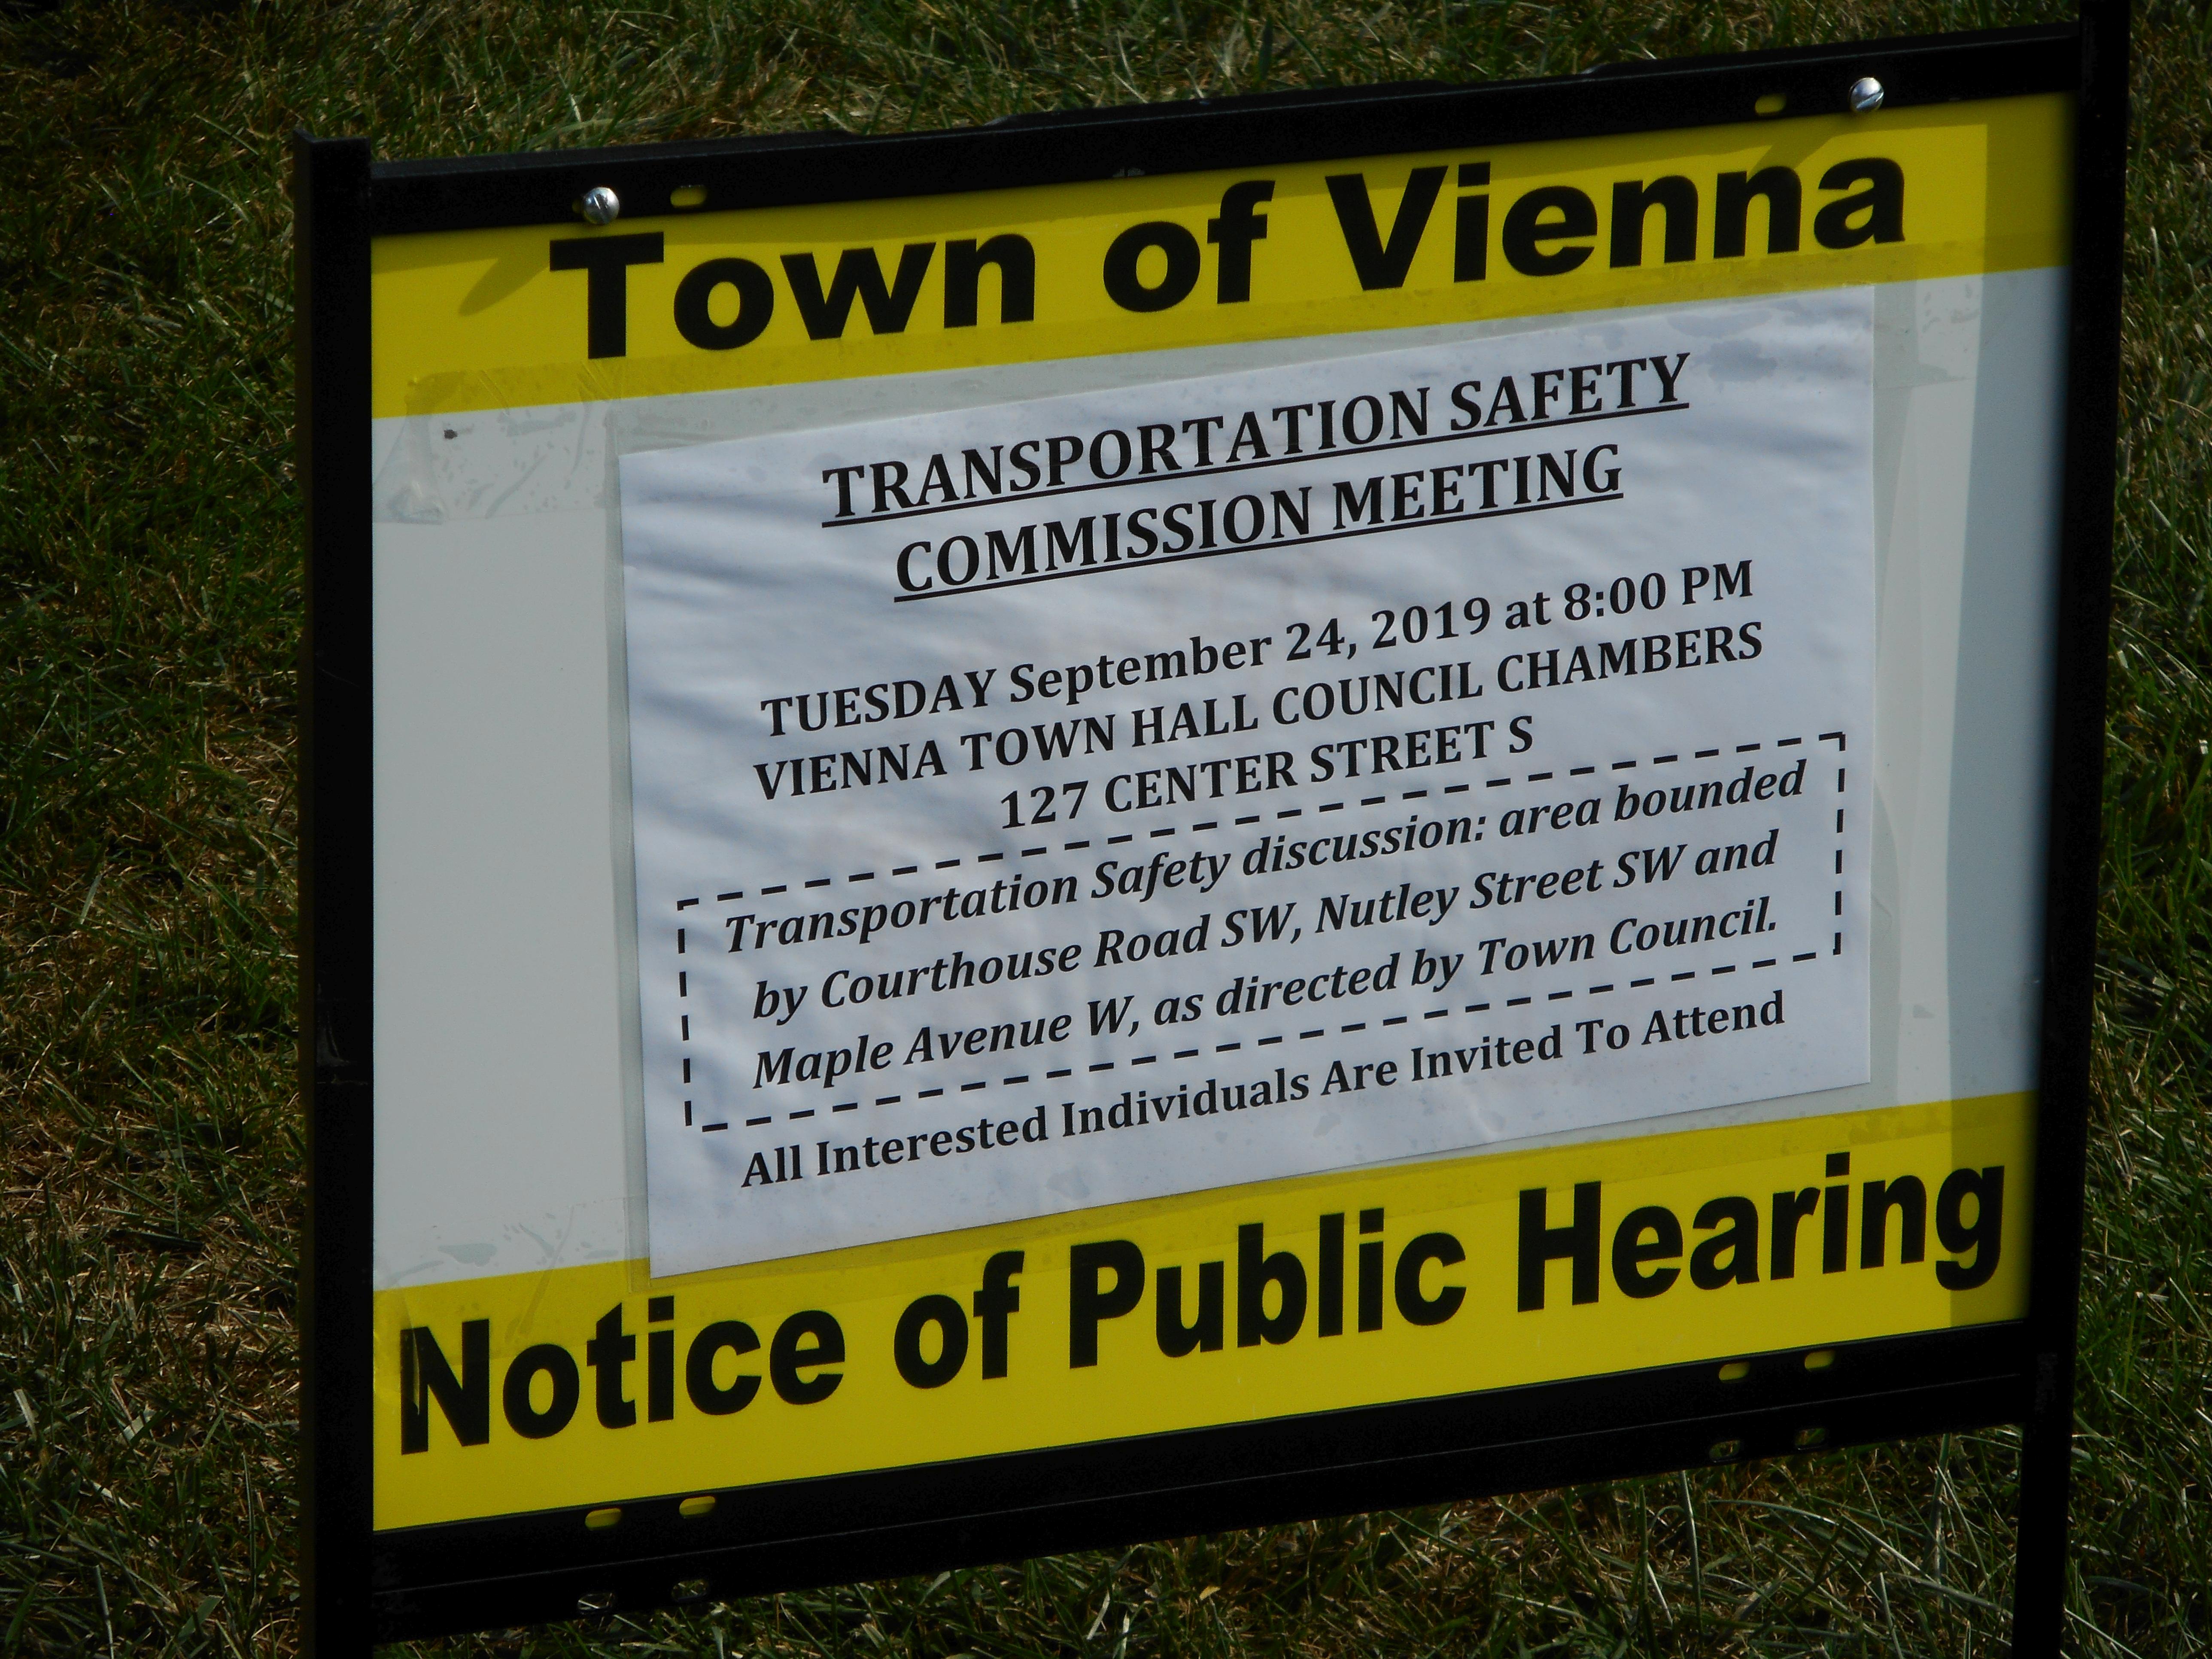 Town of Vienna
TRANSPORTATION SAFETY
COMMISSION MEETING
TUESDAY September 24, 2019 at 8:00 PM
VIENNA TOWN HALL COUNCIL CHAMBERS
127 CENTER STREET S
Transportation Safety discussion: area bounded
by Courthouse Road SW, Nutley Street SW and
Maple Avenue W, as directed by Town Council.
All Interested Individuals Are Invited To Attend
Notice of Public Hearing